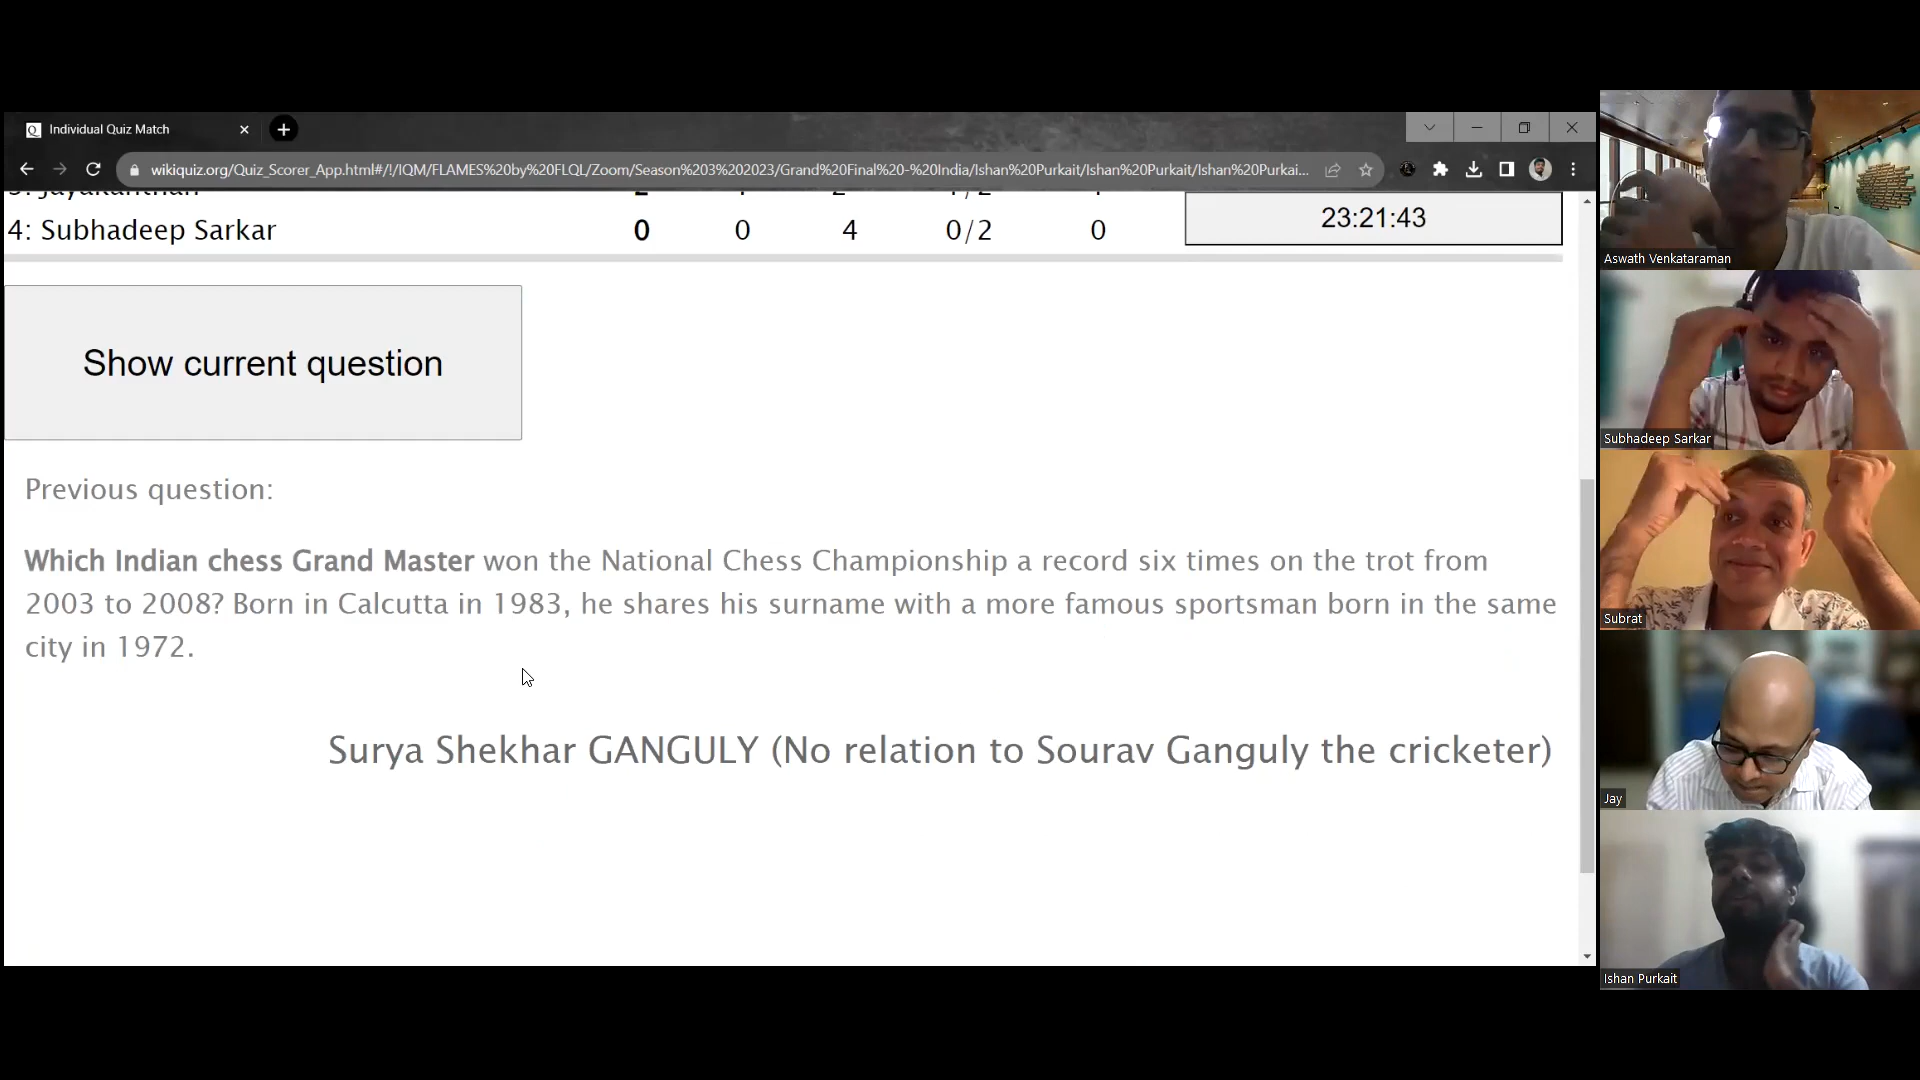 Individual Quiz Match
wikiquiz.org/Quiz_Scorer_App.html#/!/IQM/FLAMES%20by%20FLQL/Zoom/Season%203%202023/Grand%20Final%20-%20India/Ishan%20Purkait/Ishan%20Purkait/Ishan%20Purkai...
3: Jayakanthan
4: Subhadeep Sarkar 0 0 4 0/2 0
23:21:43
Show current question
Previous question:
Which Indian chess Grand Master won the National Chess Championship a record six times on the trot from
2003 to 2008? Born in Calcutta in 1983, he shares his surname with a more famous sportsman born in the same
city in 1972.
Surya Shekhar GANGULY (No relation to Sourav Ganguly the cricketer)
Aswath Venkataraman
Subhadeep Sarkar
Subrat
Jay
Ishan Purkait